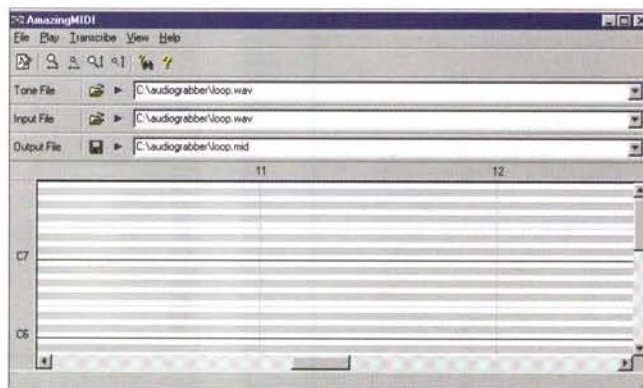 AmazingMIDI
File Play Transcribe View Help
Tone File C:\audiograbber\loop.wav
Input File C:\audiograbber\loop.wav
Output File C:\audiograbber\loop.mid
11 12
C7
C6